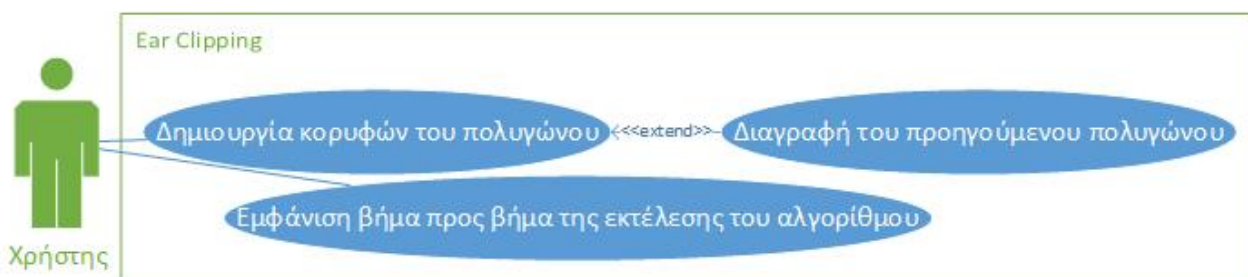 Ear Clipping
Δημιουργία κορυφών του πολυγώνου
<<extend>>
Διαγραφή του προηγούμενου πολυγώνου
Εμφάνιση βήμα προς βήμα της εκτέλεσης του αλγορίθμου
Χρήστης